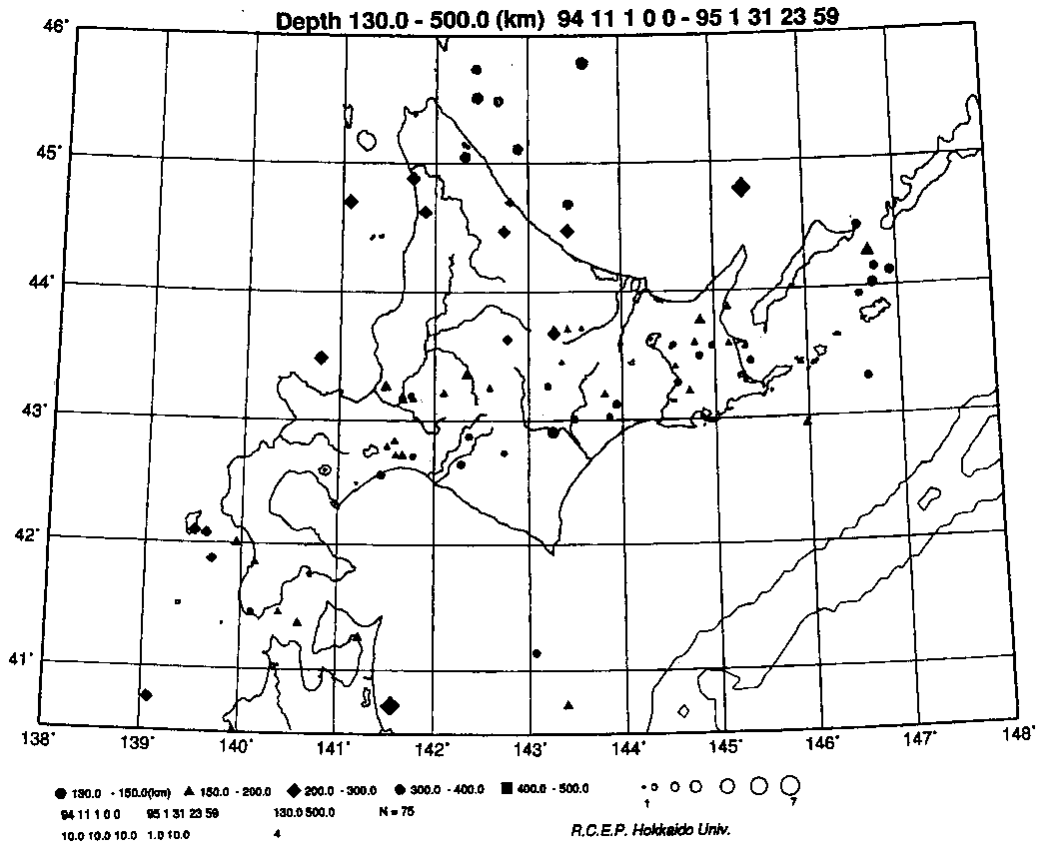 Depth 130.0 - 500.0 (km) 94 11 1 0 0 - 95 1 31 23 59
46°
45°
44°
43°
42°
41°
138° 139° 140° 141° 142° 143° 144° 145° 146° 147° 148°
130.0 - 150.0(km) 150.0 - 200.0 200.0 - 300.0 300.0 - 400.0 400.0 - 500.0
1 7
94 11 1 0 0 95 1 31 23 59 130.0 500.0 N = 75
10.0 10.0 10.0 1.0 10.0 4
R.C.E.P. Hokkaido Univ.